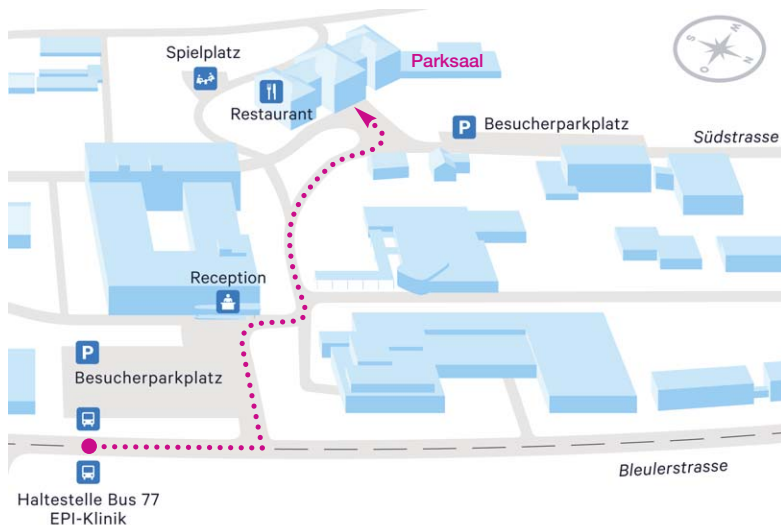 Spielplatz
Parksaal
Restaurant
P
Besucherparkplatz
Südstrasse
S
W
N
O
Reception
P
Besucherparkplatz
Bleulerstrasse
Haltestelle Bus 77
EPI-Klinik